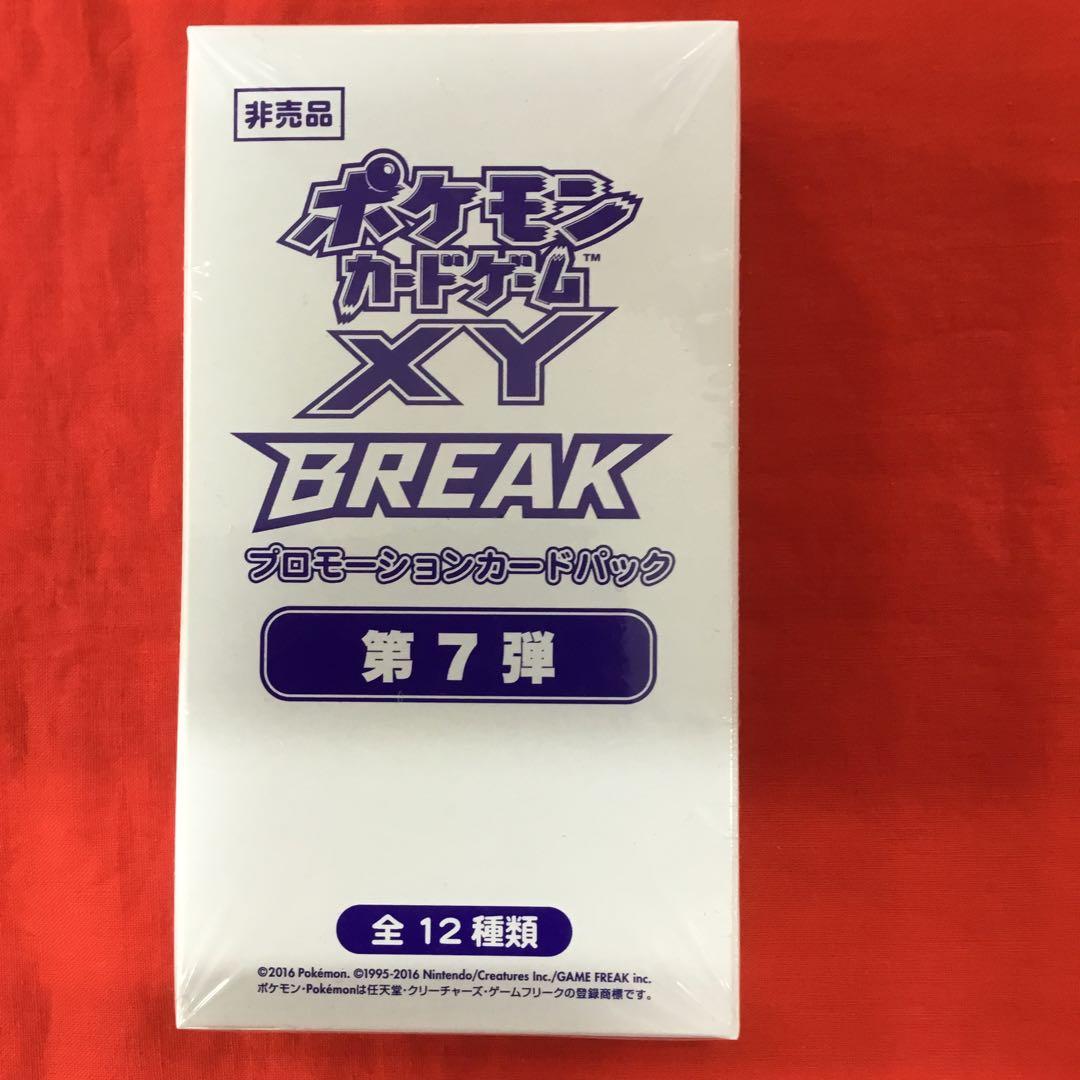 非売品
ポケモン
カードゲーム™
XY
BREAK
プロモーションカードパック
第7弾
全12種類
©2016 Pokémon. ©1995-2016 Nintendo/Creatures Inc./GAME FREAK inc.
ポケモン・Pokémonは任天堂・クリーチャーズ・ゲームフリークの登録商標です。